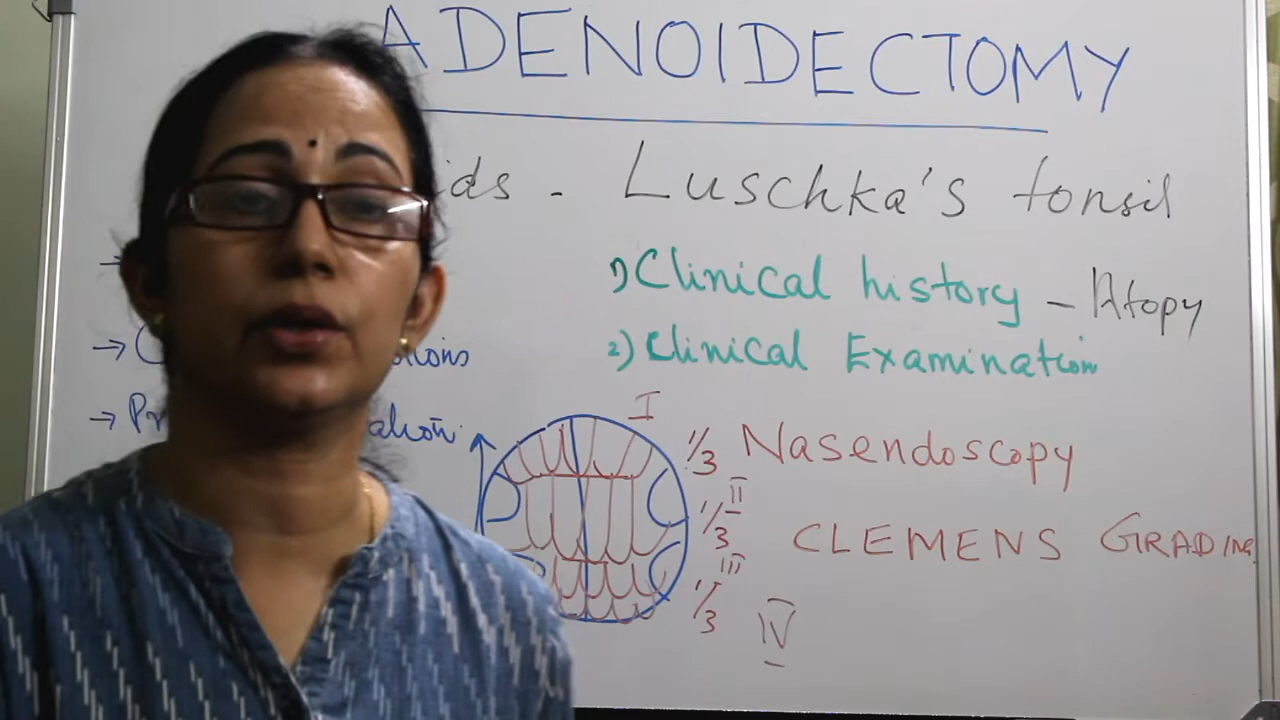 ADENOIDECTOMY
ids - Luschka's tonsil
1) Clinical history - Atopy
2) Clinical Examination
I
1/3 Nasendoscopy
II
1/3
CLEMENS GRADING
III
1/3
IV